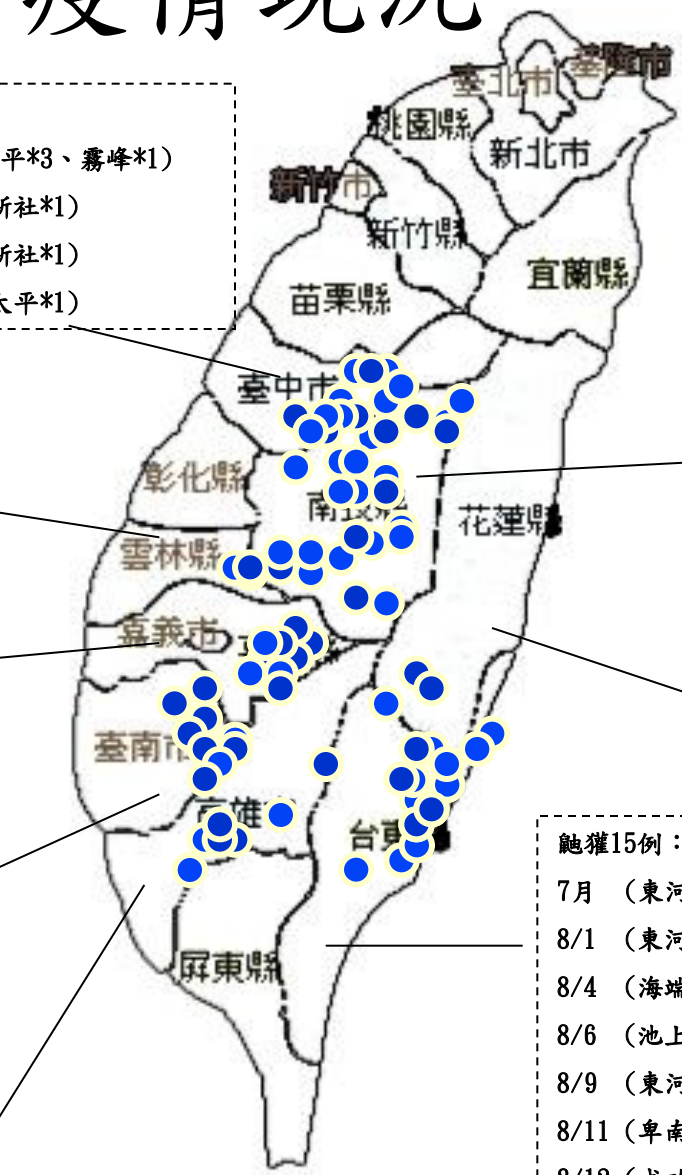 疫情現況
臺北市
基隆市
桃園縣
新北市
平*3、霧峰*1)
新竹市
新社*1)
新竹縣
新社*1)
宜蘭縣
苗栗縣
太平*1)
臺中市
彰化縣
南投縣
花蓮縣
雲林縣
嘉義市
臺南市
高雄
台東
鼬獾15例：
7月 (東河
8/1 (東河
屏東縣
8/4 (海端
8/6 (池上
8/9 (東河
8/11 (卑南
8/12